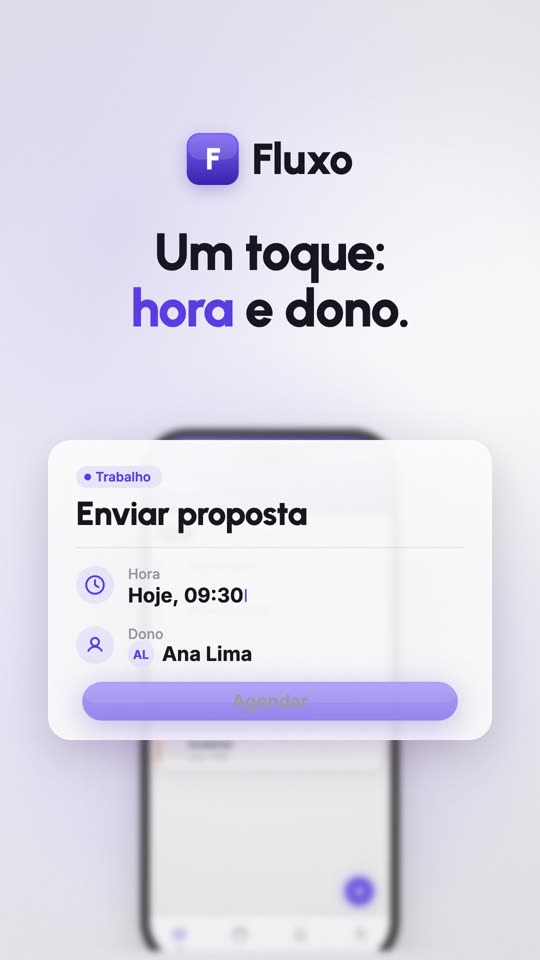 F Fluxo
Um toque:
hora e dono.
Trabalho
Enviar proposta
Hora
Hoje, 09:30
Dono
AL Ana Lima
Agendar